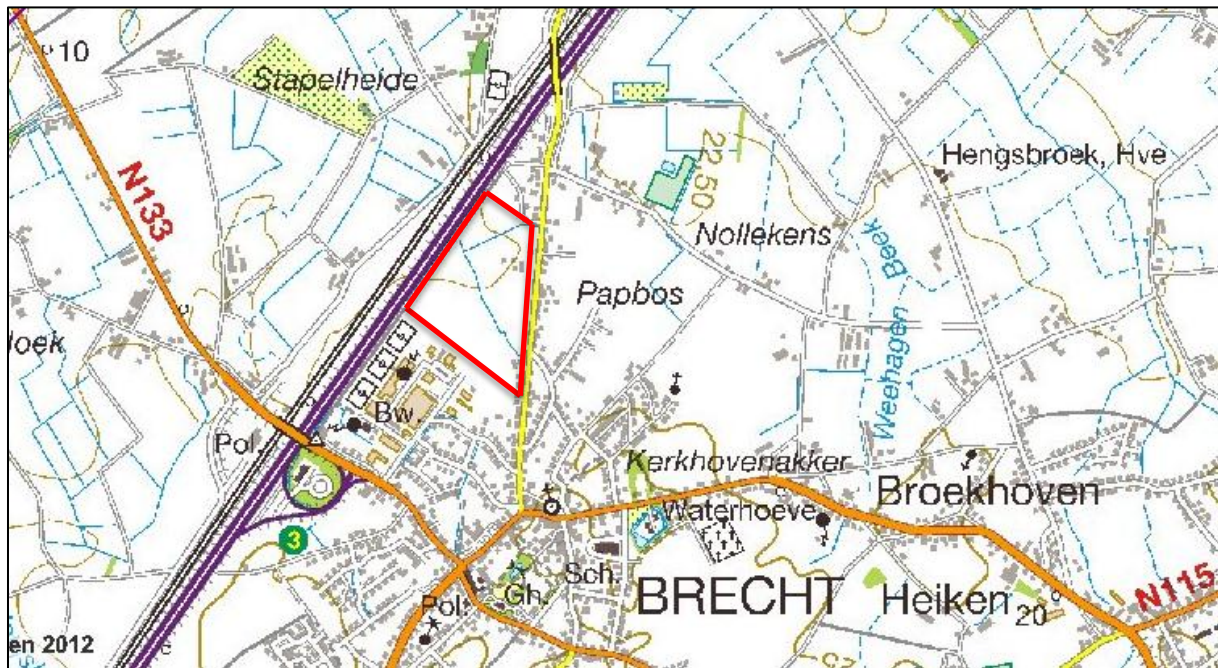 10
Stapelheide
N133
22.50
Hengsbroek, Hve
Nollekens
Weehagen Beek
Papbos
loek
Bw.
Pol.
Kerkhovenakker
Broekhoven
Waterhoeve
3
Sch.
BRECHT
Heiken
20
N115
Gh.
Pol.
en 2012